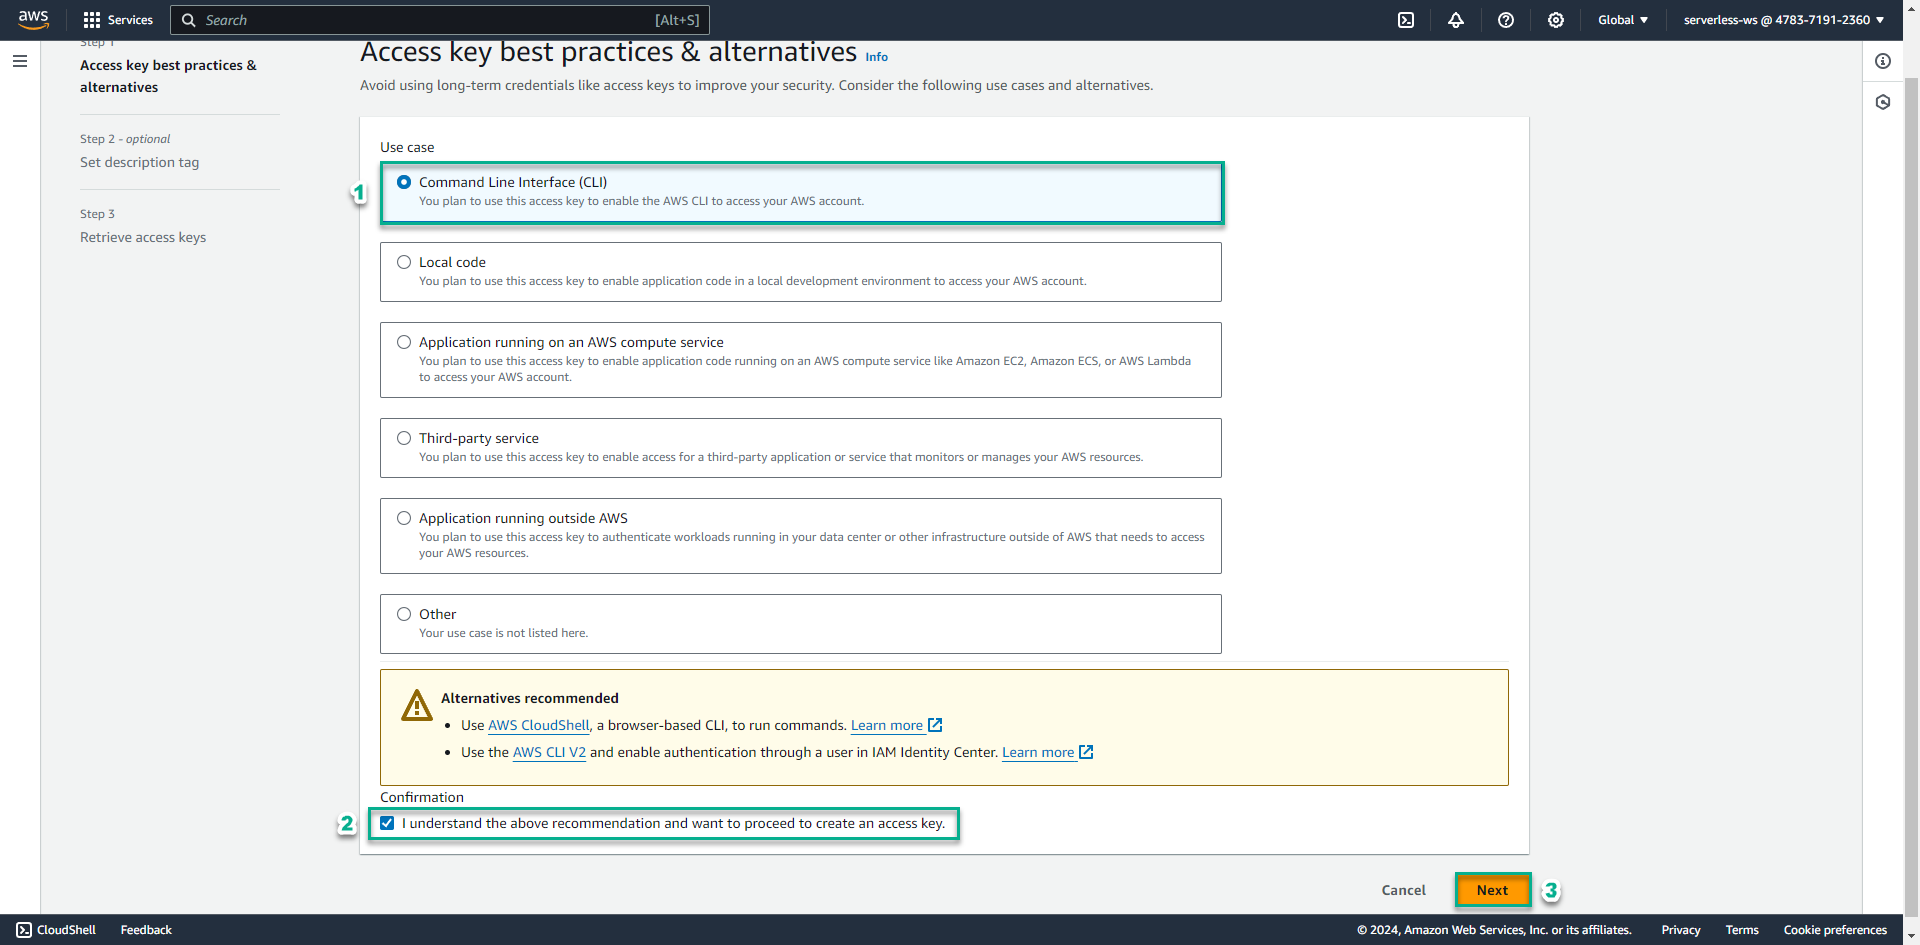 aws
Services
Search
[Alt+S]
Global
serverless-ws @ 4783-7191-2360
Step 1
Access key best practices &
alternatives
Step 2 - optional
Set description tag
Step 3
Retrieve access keys
Access key best practices & alternatives Info
Avoid using long-term credentials like access keys to improve your security. Consider the following use cases and alternatives.
Use case
1
Command Line Interface (CLI)
You plan to use this access key to enable the AWS CLI to access your AWS account.
Local code
You plan to use this access key to enable application code in a local development environment to access your AWS account.
Application running on an AWS compute service
You plan to use this access key to enable application code running on an AWS compute service like Amazon EC2, Amazon ECS, or AWS Lambda
to access your AWS account.
Third-party service
You plan to use this access key to enable access for a third-party application or service that monitors or manages your AWS resources.
Application running outside AWS
You plan to use this access key to authenticate workloads running in your data center or other infrastructure outside of AWS that needs to access
your AWS resources.
Other
Your use case is not listed here.
Alternatives recommended
• Use AWS CloudShell, a browser-based CLI, to run commands. Learn more
• Use the AWS CLI V2 and enable authentication through a user in IAM Identity Center. Learn more
Confirmation
2
I understand the above recommendation and want to proceed to create an access key.
Cancel
Next
3
CloudShell
Feedback
© 2024, Amazon Web Services, Inc. or its affiliates.
Privacy
Terms
Cookie preferences